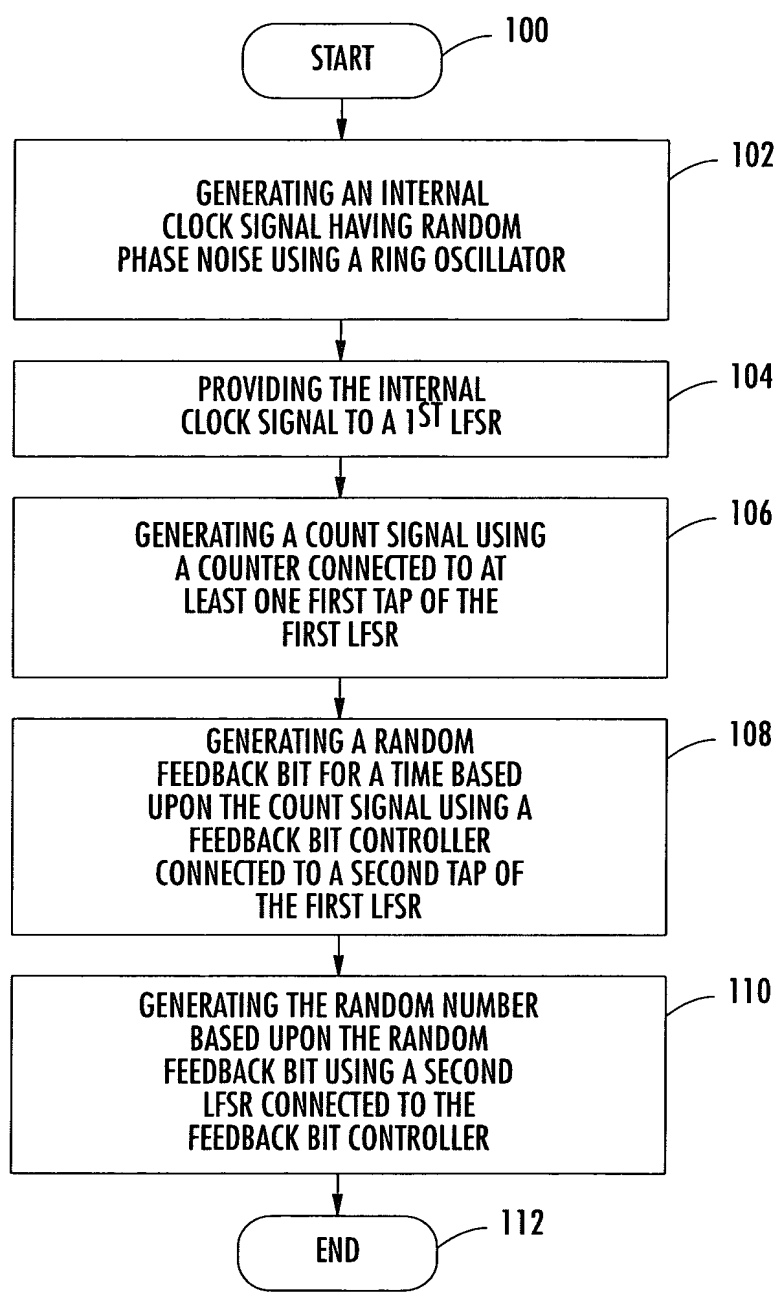 START
100
GENERATING AN INTERNAL
CLOCK SIGNAL HAVING RANDOM
PHASE NOISE USING A RING OSCILLATOR
102
PROVIDING THE INTERNAL
CLOCK SIGNAL TO A 1ST LFSR
104
GENERATING A COUNT SIGNAL USING
A COUNTER CONNECTED TO AT
LEAST ONE FIRST TAP OF THE
FIRST LFSR
106
GENERATING A RANDOM
FEEDBACK BIT FOR A TIME BASED
UPON THE COUNT SIGNAL USING A
FEEDBACK BIT CONTROLLER
CONNECTED TO A SECOND TAP OF
THE FIRST LFSR
108
GENERATING THE RANDOM NUMBER
BASED UPON THE RANDOM
FEEDBACK BIT USING A SECOND
LFSR CONNECTED TO THE
FEEDBACK BIT CONTROLLER
110
END
112